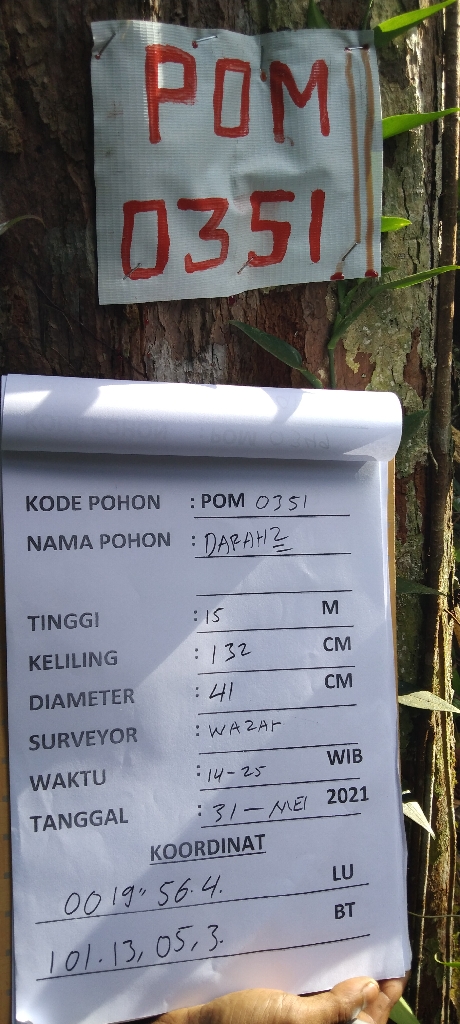 POM
0351
KODE POHON : POM 0351
NAMA POHON : DARAH2
TINGGI : 15 M
KELILING : 132 CM
DIAMETER : 41 CM
SURVEYOR : WAZAR
WAKTU : 14-25 WIB
TANGGAL : 31-MEI 2021
KOORDINAT
00 19" 56.4. LU
101.13, 05, 3. BT